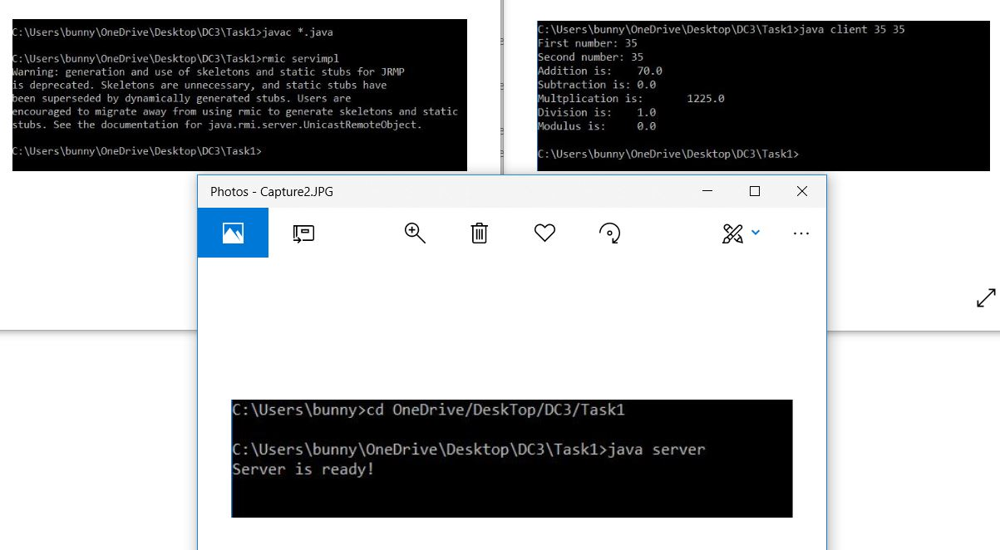 C:\Users\bunny\OneDrive\Desktop\DC3\Task1>javac *.java
C:\Users\bunny\OneDrive\Desktop\DC3\Task1>rmic servimpl
Warning: generation and use of skeletons and static stubs for JRMP
is deprecated. Skeletons are unnecessary, and static stubs have
been superseded by dynamically generated stubs. Users are
encouraged to migrate away from using rmic to generate skeletons and static
stubs. See the documentation for java.rmi.server.UnicastRemoteObject.
C:\Users\bunny\OneDrive\Desktop\DC3\Task1>
C:\Users\bunny\OneDrive\Desktop\DC3\Task1>java client 35 35
First number: 35
Second number: 35
Addition is: 70.0
Subtraction is: 0.0
Multplication is: 1225.0
Division is: 1.0
Modulus is: 0.0
C:\Users\bunny\OneDrive\Desktop\DC3\Task1>
Photos - Capture2.JPG
C:\Users\bunny>cd OneDrive/DeskTop/DC3/Task1
C:\Users\bunny\OneDrive\Desktop\DC3\Task1>java server
Server is ready!